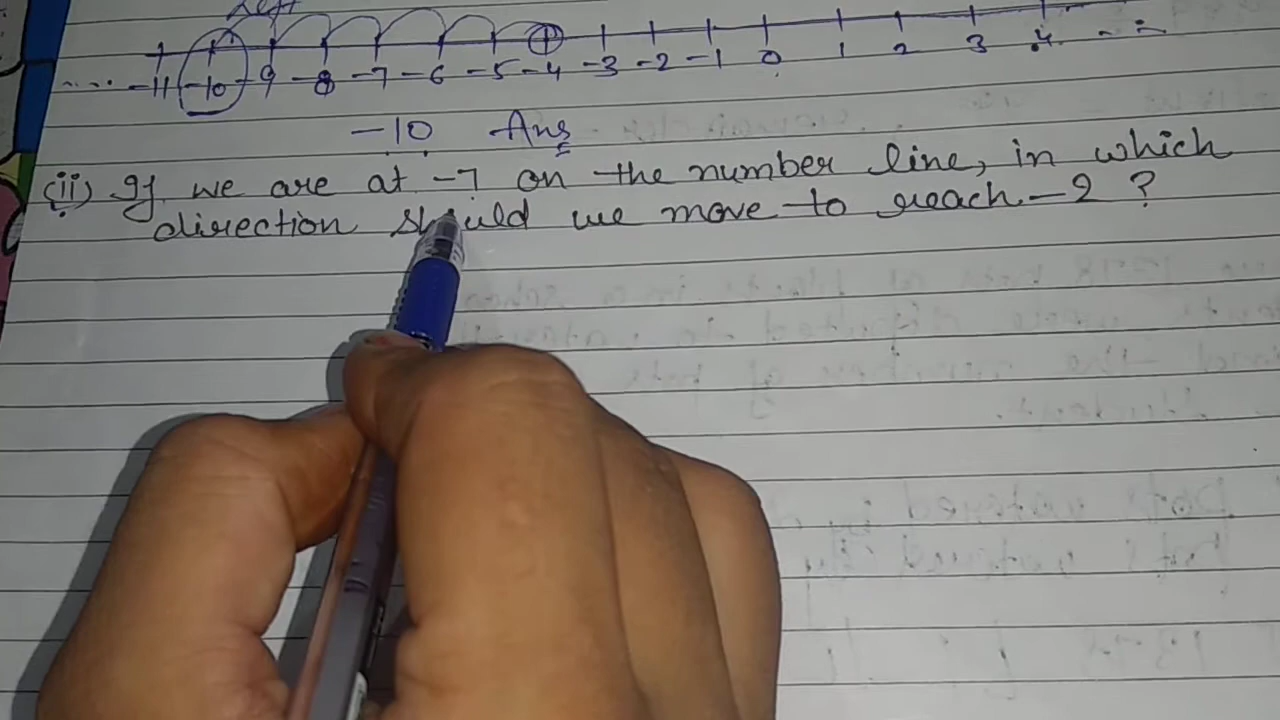 Left
..... -11 -10 -9 -8 -7 -6 -5 -4 -3 -2 -1 0 1 2 3 4 - -
-10 Ans
(ii) If we are at -7 on the number line, in which
direction should we move to reach -2 ?